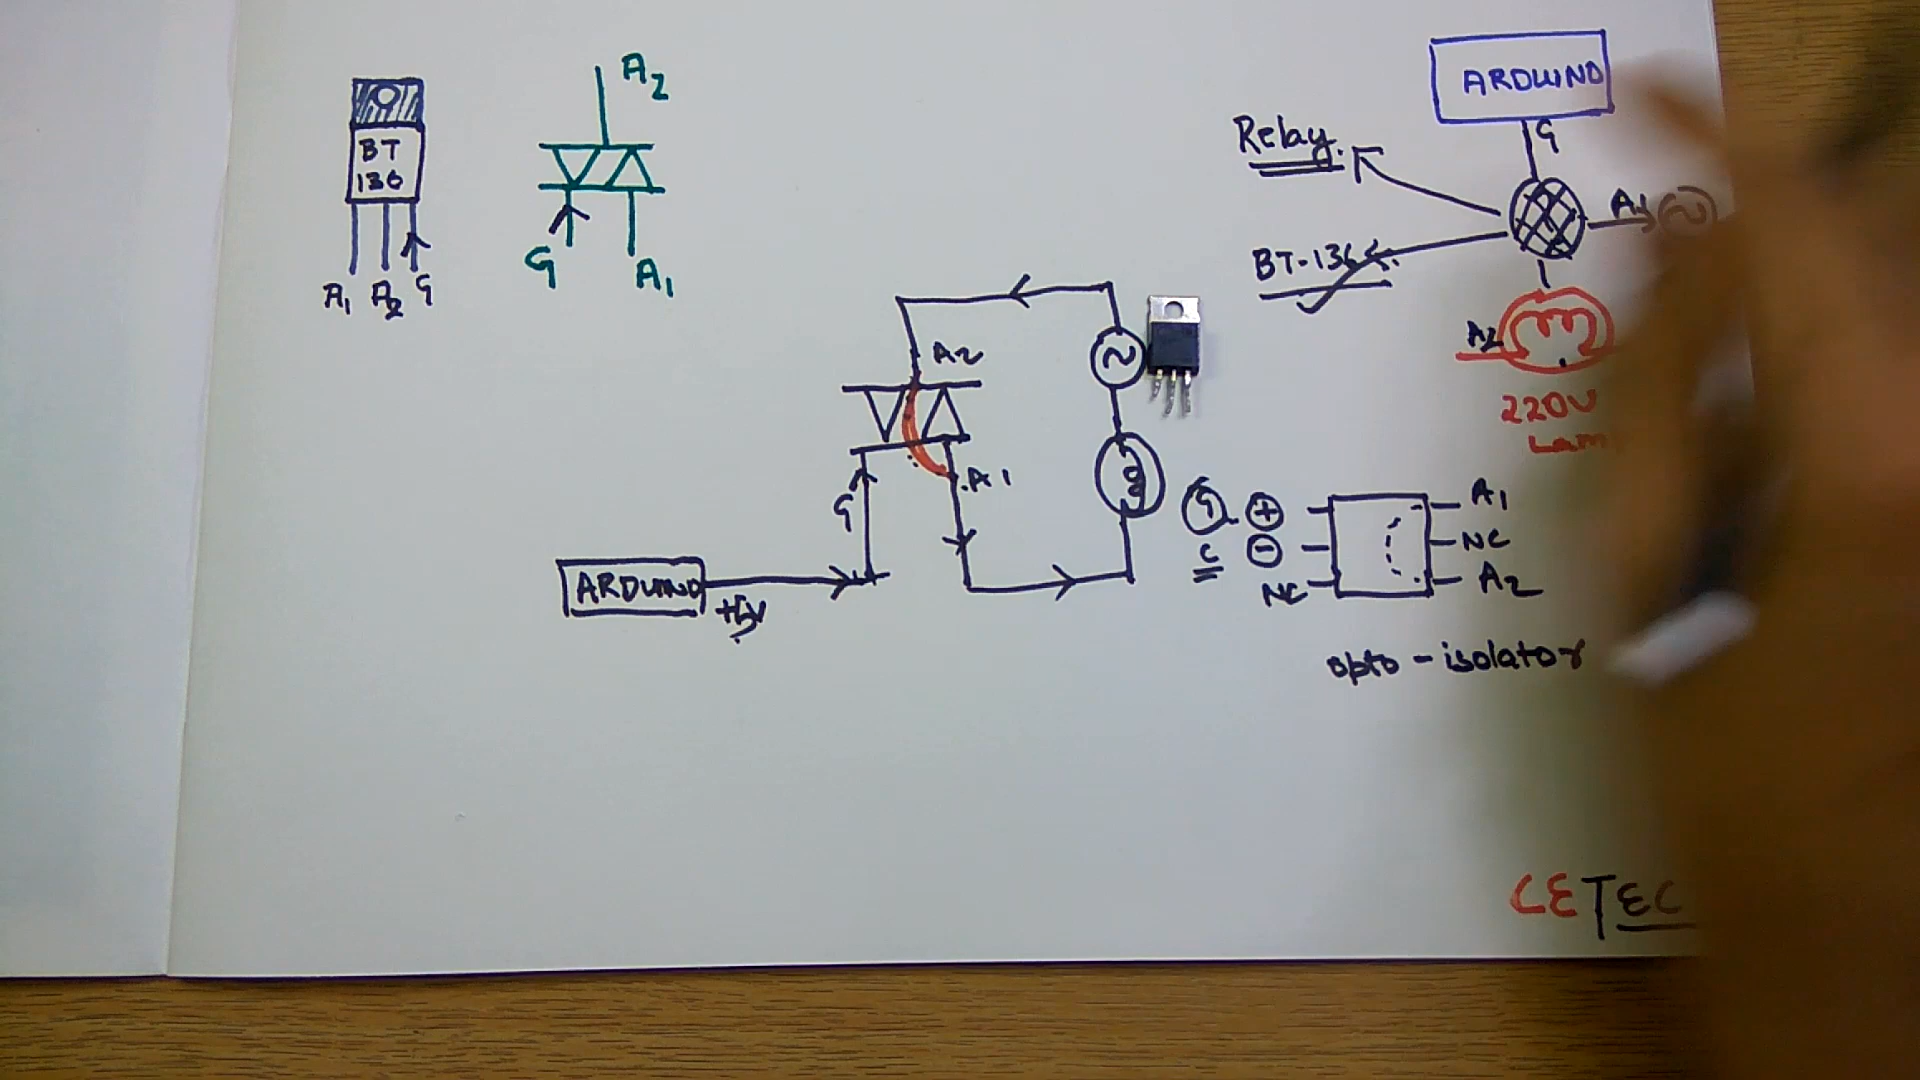 A2
BT
136
G
A1
A1 A2 G
ARDUINO
G
Relay.
A1
BT-136
A2
220V
Lam
A2
A1
G
ARDUINO
+5V
G
+
A1
C
-
NC
NC
A2
opto-isolator
CETEC